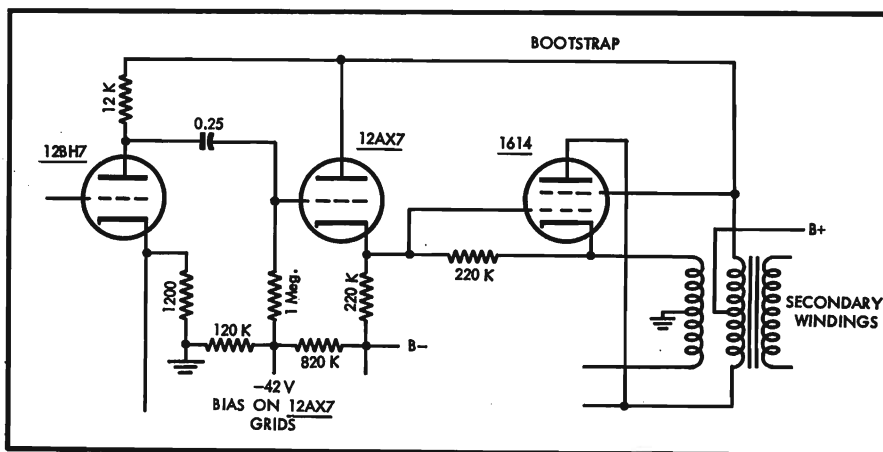 BOOTSTRAP
12 K
0.25
12BH7
12AX7
1614
B+
1200
1 Meg.
220 K
220 K
SECONDARY
WINDINGS
120 K
820 K
B–
–42 V
BIAS ON 12AX7
GRIDS